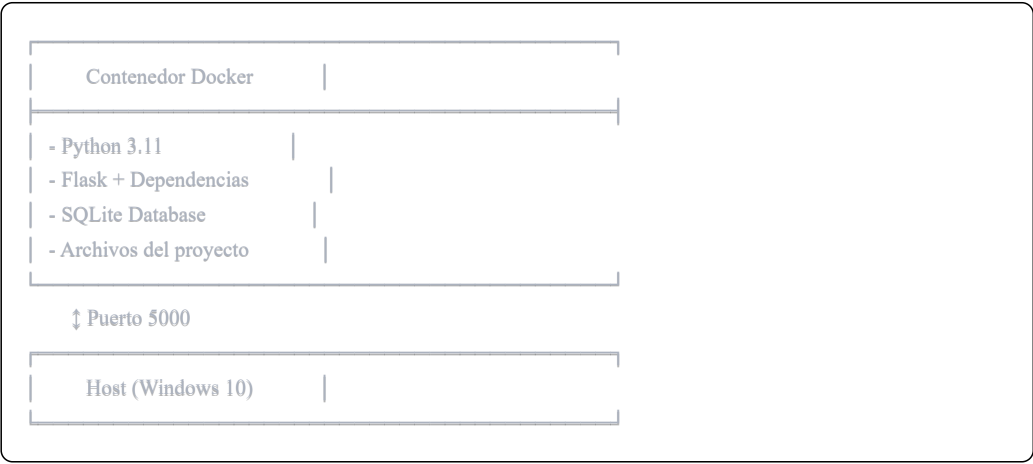 Contenedor Docker
- Python 3.11
- Flask + Dependencias
- SQLite Database
- Archivos del proyecto
↕ Puerto 5000
Host (Windows 10)